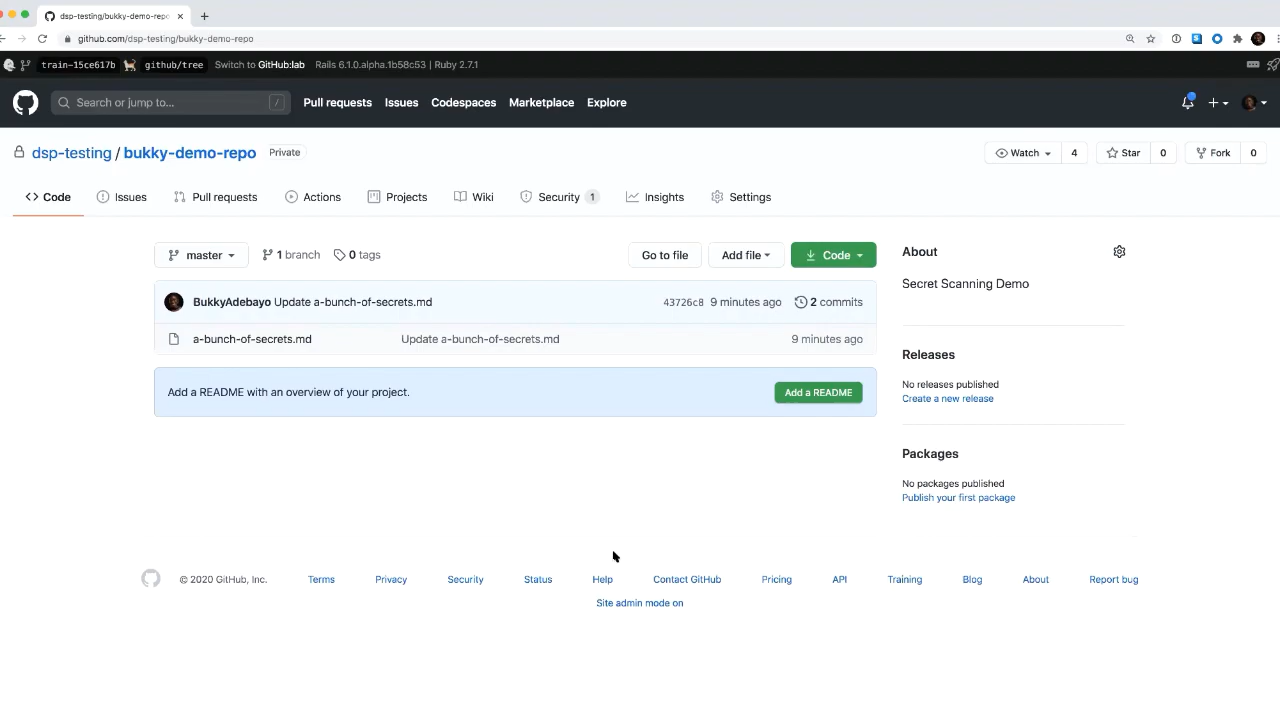 dsp-testing/bukky-demo-repo
github.com/dsp-testing/bukky-demo-repo
train-15ce617b github/tree Switch to GitHub:lab Rails 6.1.0.alpha.1b58c53 | Ruby 2.7.1
Search or jump to... / Pull requests Issues Codespaces Marketplace Explore
dsp-testing / bukky-demo-repo Private Watch 4 Star 0 Fork 0
Code Issues Pull requests Actions Projects Wiki Security 1 Insights Settings
master 1 branch 0 tags Go to file Add file Code
BukkyAdebayo Update a-bunch-of-secrets.md 43726c8 9 minutes ago 2 commits
a-bunch-of-secrets.md Update a-bunch-of-secrets.md 9 minutes ago
Add a README with an overview of your project. Add a README
About
Secret Scanning Demo
Releases
No releases published
Create a new release
Packages
No packages published
Publish your first package
© 2020 GitHub, Inc. Terms Privacy Security Status Help Contact GitHub Pricing API Training Blog About Report bug
Site admin mode on